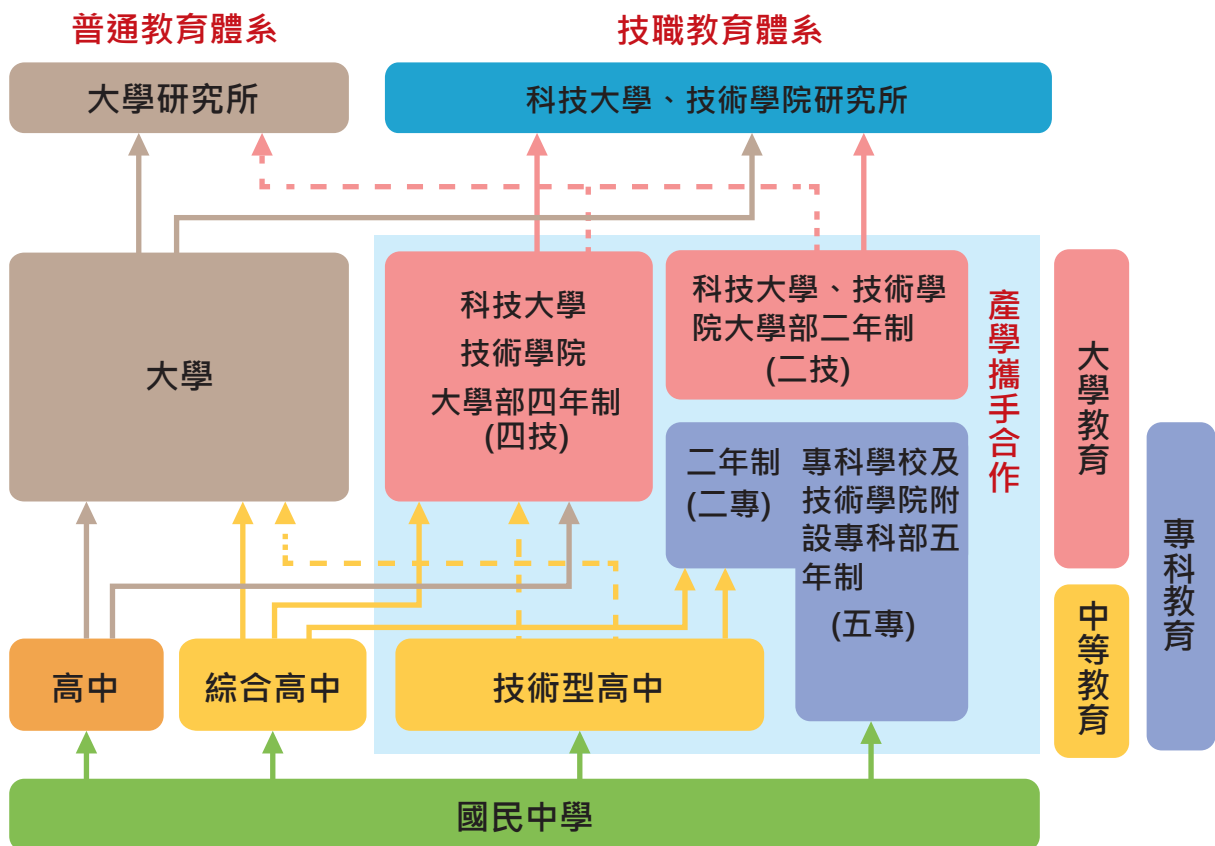 普通教育體系
技職教育體系
大學研究所
科技大學、技術學院研究所
大學
科技大學
技術學院
大學部四年制
(四技)
科技大學、技術學
院大學部二年制
(二技)
二年制
(二專)
專科學校及
技術學院附
設專科部五
年制
(五專)
產學攜手合作
大學教育
中等教育
專科教育
高中
綜合高中
技術型高中
國民中學